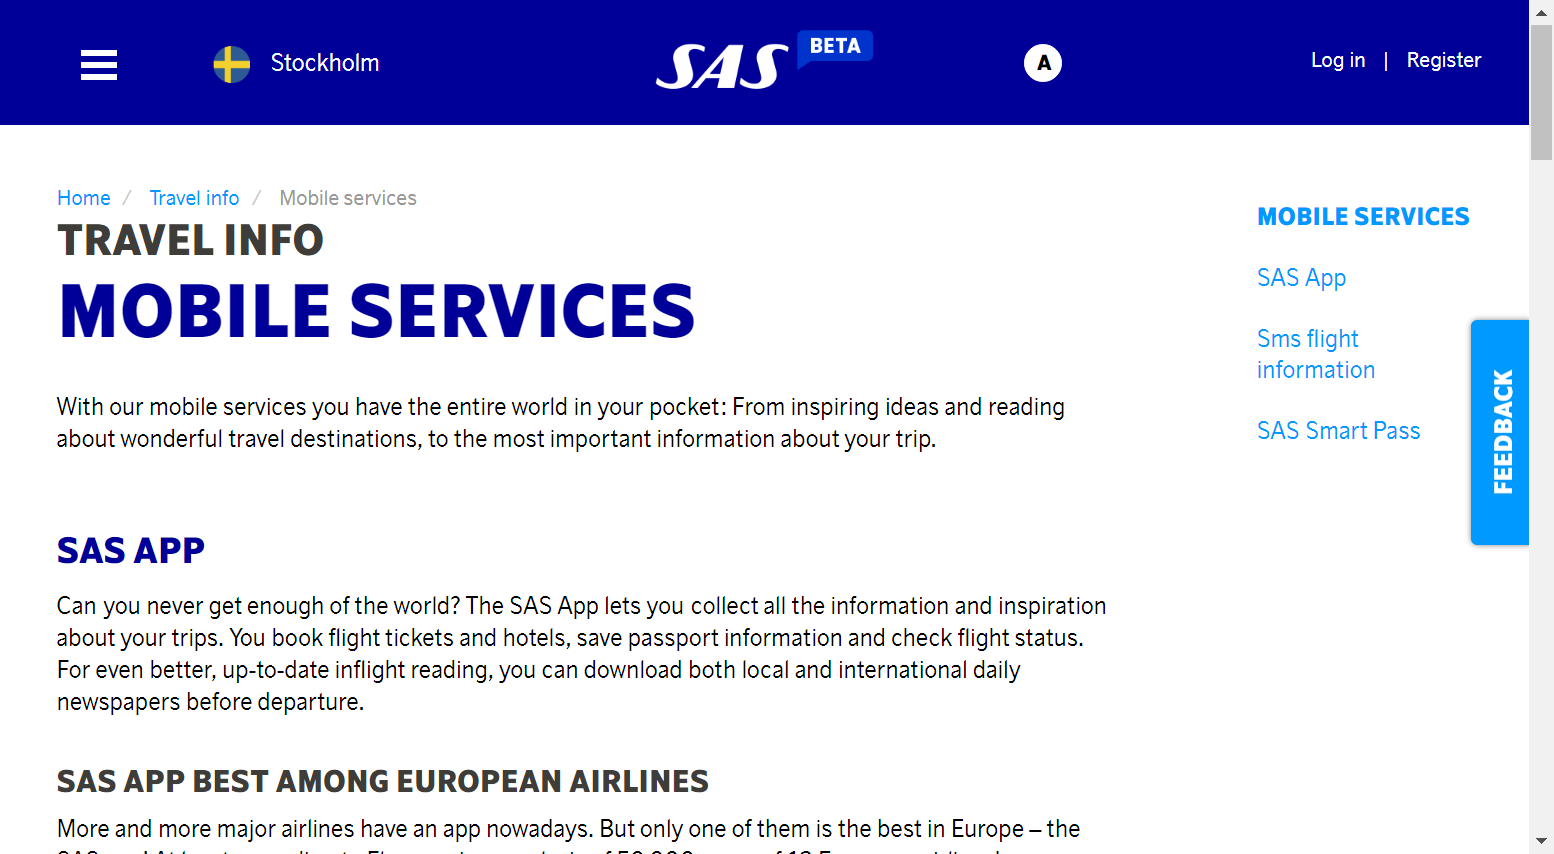 Stockholm
SAS BETA
A
Log in | Register
Home / Travel info / Mobile services
TRAVEL INFO
MOBILE SERVICES
With our mobile services you have the entire world in your pocket: From inspiring ideas and reading
about wonderful travel destinations, to the most important information about your trip.
SAS APP
Can you never get enough of the world? The SAS App lets you collect all the information and inspiration
about your trips. You book flight tickets and hotels, save passport information and check flight status.
For even better, up-to-date inflight reading, you can download both local and international daily
newspapers before departure.
SAS APP BEST AMONG EUROPEAN AIRLINES
More and more major airlines have an app nowadays. But only one of them is the best in Europe – the
MOBILE SERVICES
SAS App
Sms flight
information
SAS Smart Pass
FEEDBACK